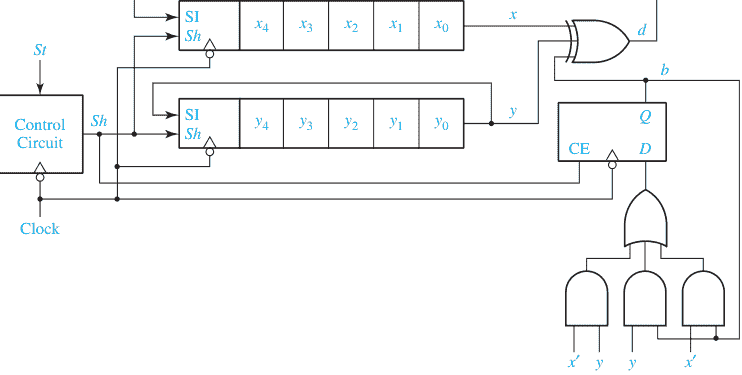 SI x₄ x₃ x₂ x₁ x₀ x
Sh d
St
b
SI y₄ y₃ y₂ y₁ y₀ y
Sh
Control
Circuit
Sh
Q
CE D
Clock
x′ y y x′